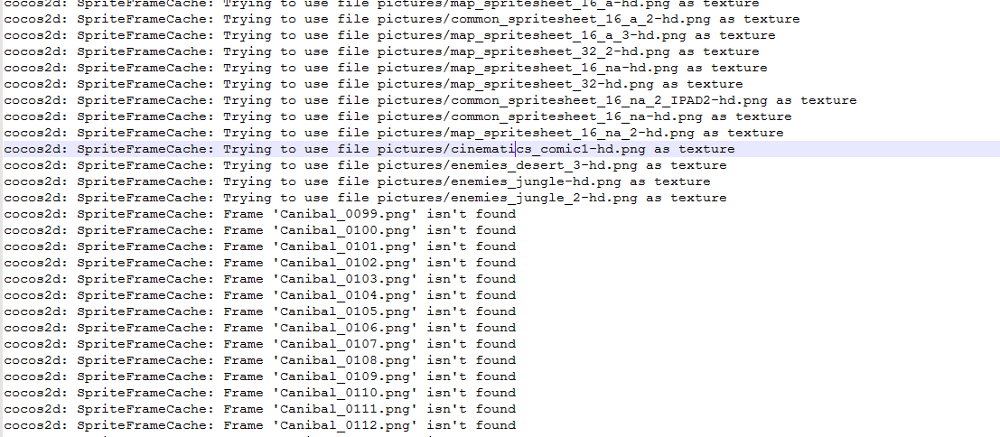 cocos2d: SpriteFrameCache: Trying to use file pictures/map_spritesheet_16_a-hd.png as texture
cocos2d: SpriteFrameCache: Trying to use file pictures/common_spritesheet_16_a_2-hd.png as texture
cocos2d: SpriteFrameCache: Trying to use file pictures/map_spritesheet_16_a_3-hd.png as texture
cocos2d: SpriteFrameCache: Trying to use file pictures/map_spritesheet_32_2-hd.png as texture
cocos2d: SpriteFrameCache: Trying to use file pictures/map_spritesheet_16_na-hd.png as texture
cocos2d: SpriteFrameCache: Trying to use file pictures/map_spritesheet_32-hd.png as texture
cocos2d: SpriteFrameCache: Trying to use file pictures/common_spritesheet_16_na_2_IPAD2-hd.png as texture
cocos2d: SpriteFrameCache: Trying to use file pictures/common_spritesheet_16_na-hd.png as texture
cocos2d: SpriteFrameCache: Trying to use file pictures/map_spritesheet_16_na_2-hd.png as texture
cocos2d: SpriteFrameCache: Trying to use file pictures/cinematics_comic1-hd.png as texture
cocos2d: SpriteFrameCache: Trying to use file pictures/enemies_desert_3-hd.png as texture
cocos2d: SpriteFrameCache: Trying to use file pictures/enemies_jungle-hd.png as texture
cocos2d: SpriteFrameCache: Trying to use file pictures/enemies_jungle_2-hd.png as texture
cocos2d: SpriteFrameCache: Frame 'Canibal_0099.png' isn't found
cocos2d: SpriteFrameCache: Frame 'Canibal_0100.png' isn't found
cocos2d: SpriteFrameCache: Frame 'Canibal_0101.png' isn't found
cocos2d: SpriteFrameCache: Frame 'Canibal_0102.png' isn't found
cocos2d: SpriteFrameCache: Frame 'Canibal_0103.png' isn't found
cocos2d: SpriteFrameCache: Frame 'Canibal_0104.png' isn't found
cocos2d: SpriteFrameCache: Frame 'Canibal_0105.png' isn't found
cocos2d: SpriteFrameCache: Frame 'Canibal_0106.png' isn't found
cocos2d: SpriteFrameCache: Frame 'Canibal_0107.png' isn't found
cocos2d: SpriteFrameCache: Frame 'Canibal_0108.png' isn't found
cocos2d: SpriteFrameCache: Frame 'Canibal_0109.png' isn't found
cocos2d: SpriteFrameCache: Frame 'Canibal_0110.png' isn't found
cocos2d: SpriteFrameCache: Frame 'Canibal_0111.png' isn't found
cocos2d: SpriteFrameCache: Frame 'Canibal_0112.png' isn't found